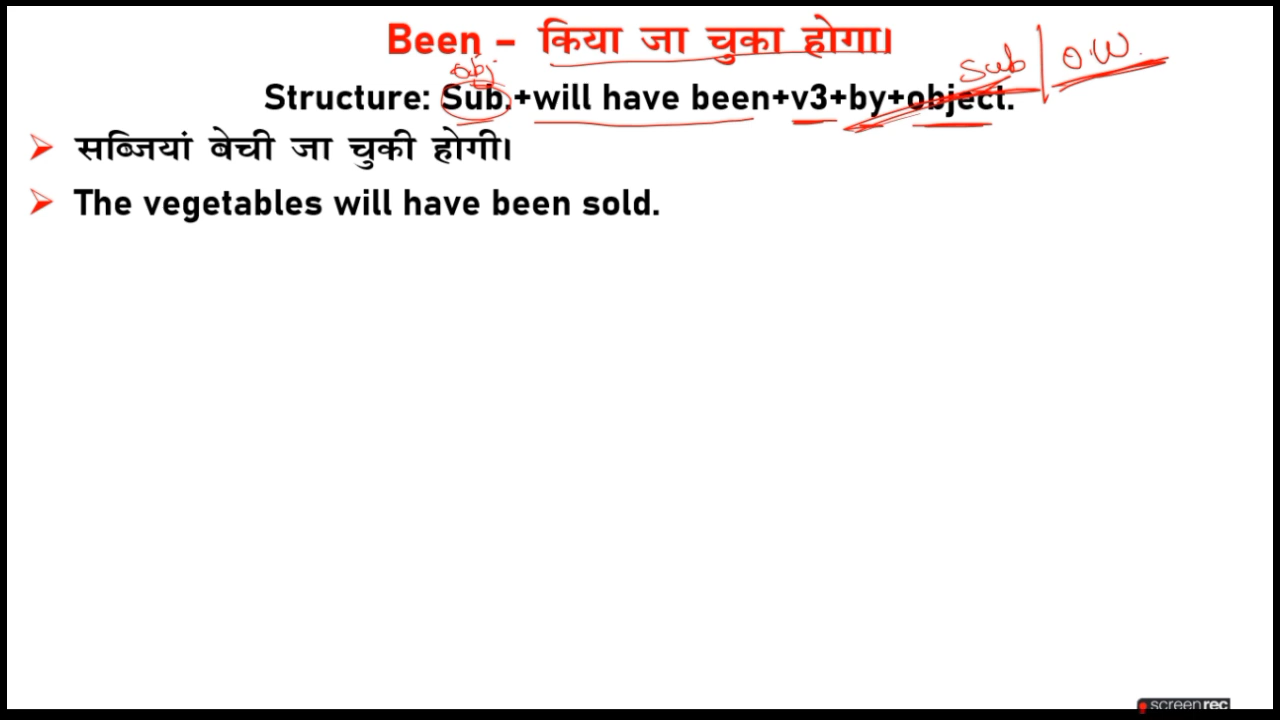 Been – किया जा चुका होगा।
obj.
Sub | O.W.
Structure: Sub.+will have been+v3+by+object.
सब्जियां बेची जा चुकी होगी।
The vegetables will have been sold.
screenrec